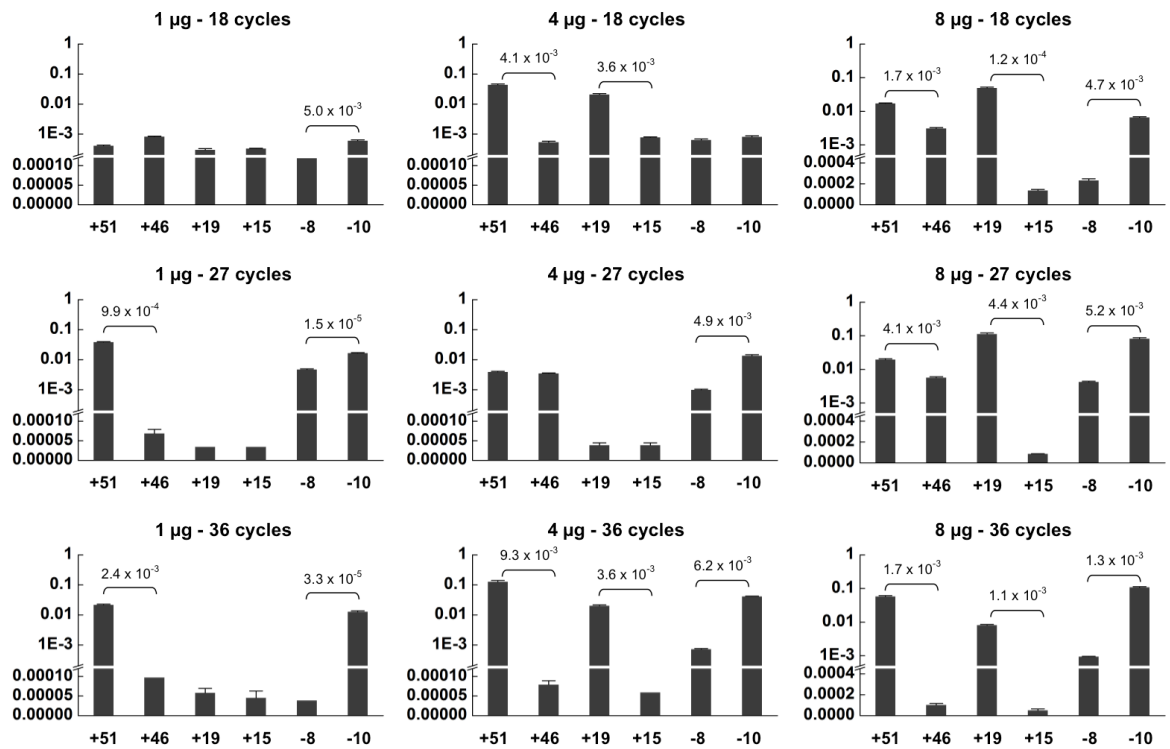 1 µg - 18 cycles
1
0.1
0.01
1E-3
0.00010
0.00005
0.00000
5.0 x 10-3
+51 +46 +19 +15 -8 -10
4 µg - 18 cycles
1
0.1
0.01
1E-3
0.00010
0.00005
0.00000
4.1 x 10-3
3.6 x 10-3
+51 +46 +19 +15 -8 -10
8 µg - 18 cycles
1
0.1
0.01
1E-3
0.0004
0.0002
0.0000
1.7 x 10-3
1.2 x 10-4
4.7 x 10-3
+51 +46 +19 +15 -8 -10
1 µg - 27 cycles
1
0.1
0.01
1E-3
0.00010
0.00005
0.00000
9.9 x 10-4
1.5 x 10-5
+51 +46 +19 +15 -8 -10
4 µg - 27 cycles
1
0.1
0.01
1E-3
0.00010
0.00005
0.00000
4.9 x 10-3
+51 +46 +19 +15 -8 -10
8 µg - 27 cycles
1
0.1
0.01
1E-3
0.0004
0.0002
0.0000
4.1 x 10-3
4.4 x 10-3
5.2 x 10-3
+51 +46 +19 +15 -8 -10
1 µg - 36 cycles
1
0.1
0.01
1E-3
0.00010
0.00005
0.00000
2.4 x 10-3
3.3 x 10-5
+51 +46 +19 +15 -8 -10
4 µg - 36 cycles
1
0.1
0.01
1E-3
0.00010
0.00005
0.00000
9.3 x 10-3
3.6 x 10-3
6.2 x 10-3
+51 +46 +19 +15 -8 -10
8 µg - 36 cycles
1
0.1
0.01
1E-3
0.0004
0.0002
0.0000
1.7 x 10-3
1.1 x 10-3
1.3 x 10-3
+51 +46 +19 +15 -8 -10